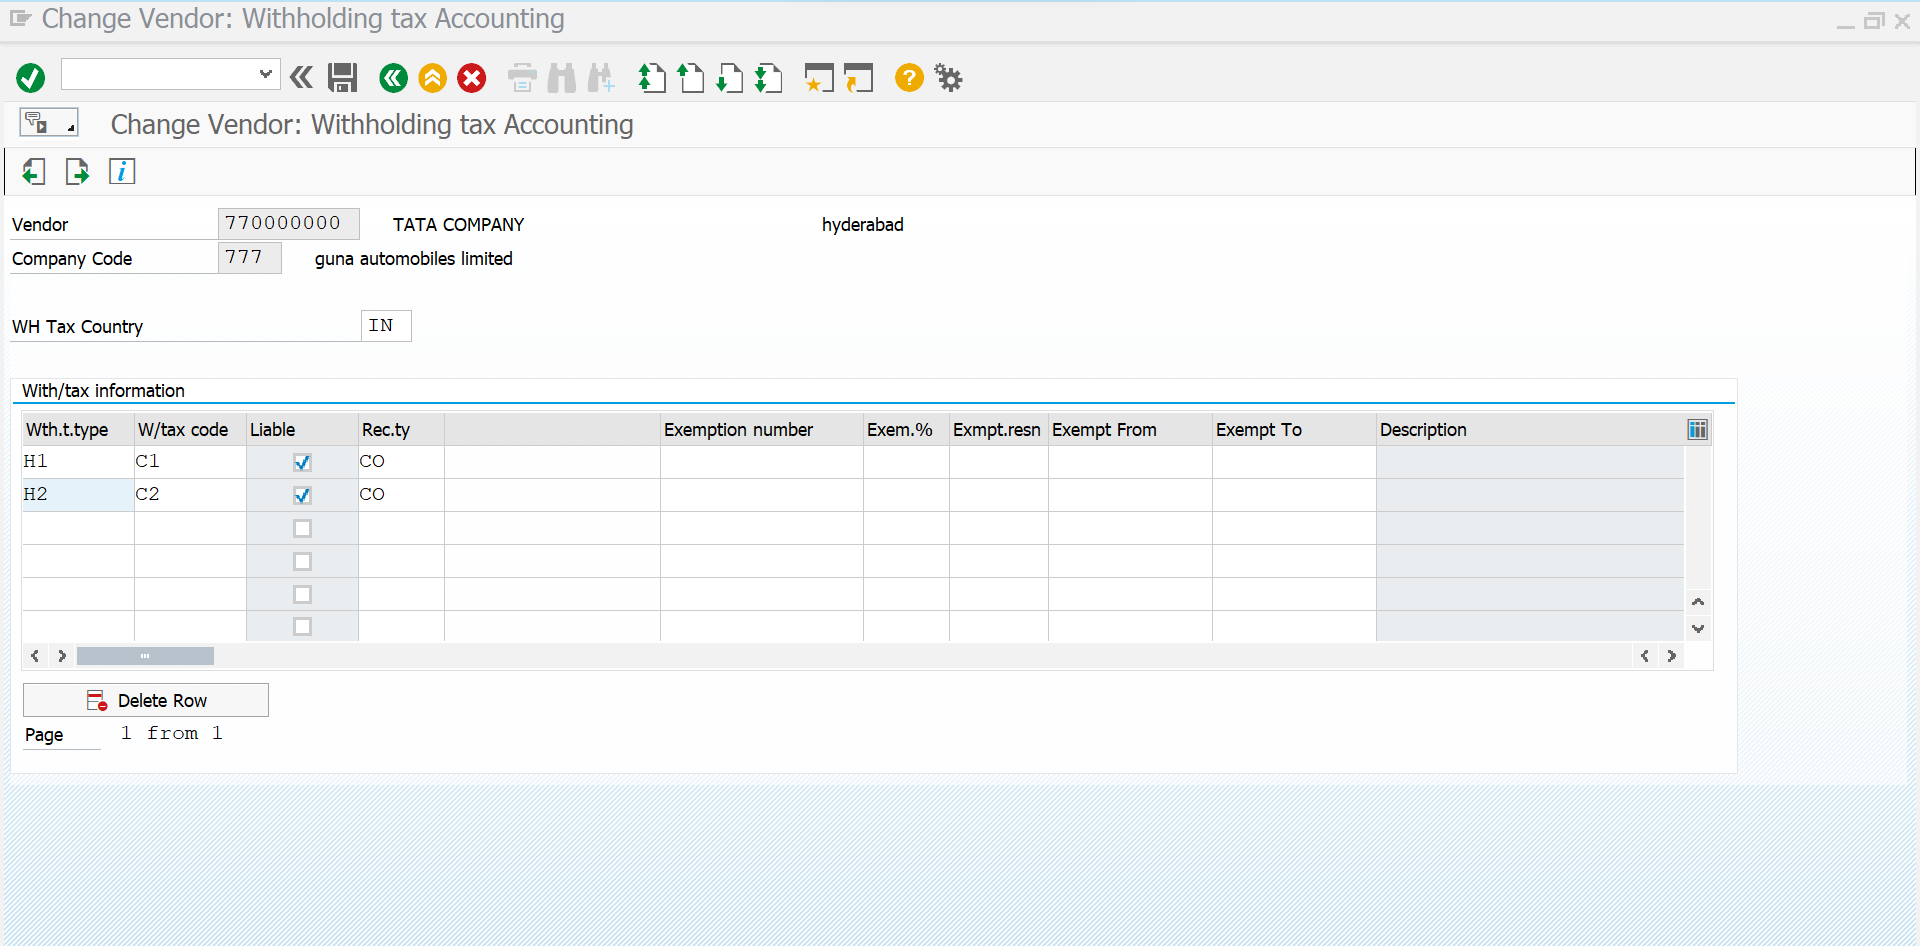 Change Vendor: Withholding tax Accounting
Change Vendor: Withholding tax Accounting
Vendor 770000000 TATA COMPANY hyderabad
Company Code 777 guna automobiles limited
WH Tax Country IN
With/tax information
Wth.t.type W/tax code Liable Rec.ty Exemption number Exem.% Exmpt.resn Exempt From Exempt To Description
H1 C1 CO
H2 C2 CO
Delete Row
Page 1 from 1